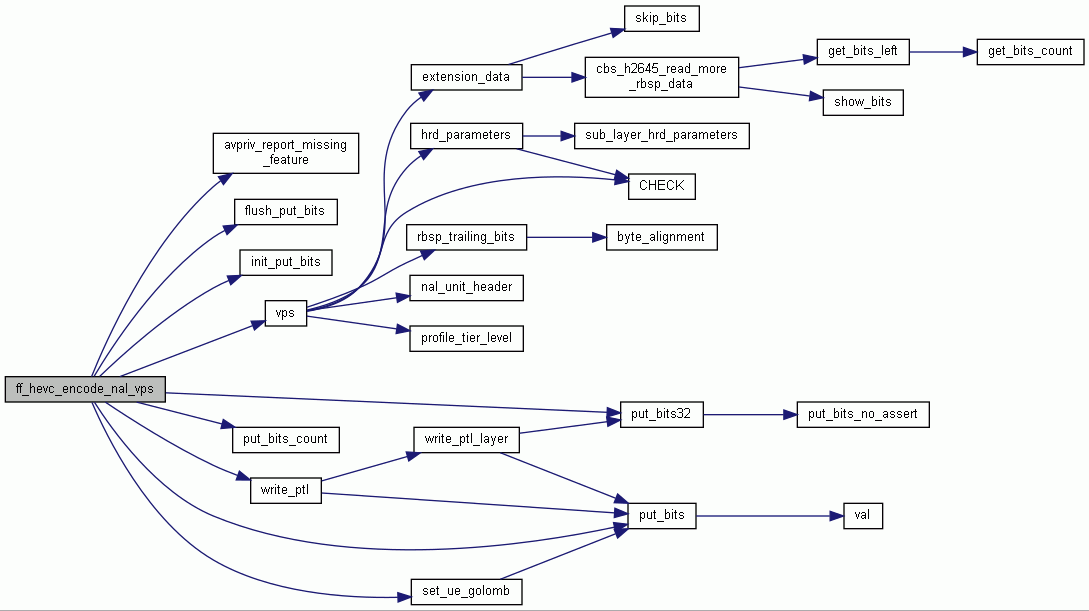 skip_bits
get_bits_left
get_bits_count
extension_data
cbs_h2645_read_more
_rbsp_data
show_bits
hrd_parameters
sub_layer_hrd_parameters
avpriv_report_missing
_feature
CHECK
flush_put_bits
rbsp_trailing_bits
byte_alignment
init_put_bits
nal_unit_header
vps
profile_tier_level
ff_hevc_encode_nal_vps
put_bits32
put_bits_no_assert
put_bits_count
write_ptl_layer
write_ptl
put_bits
val
set_ue_golomb